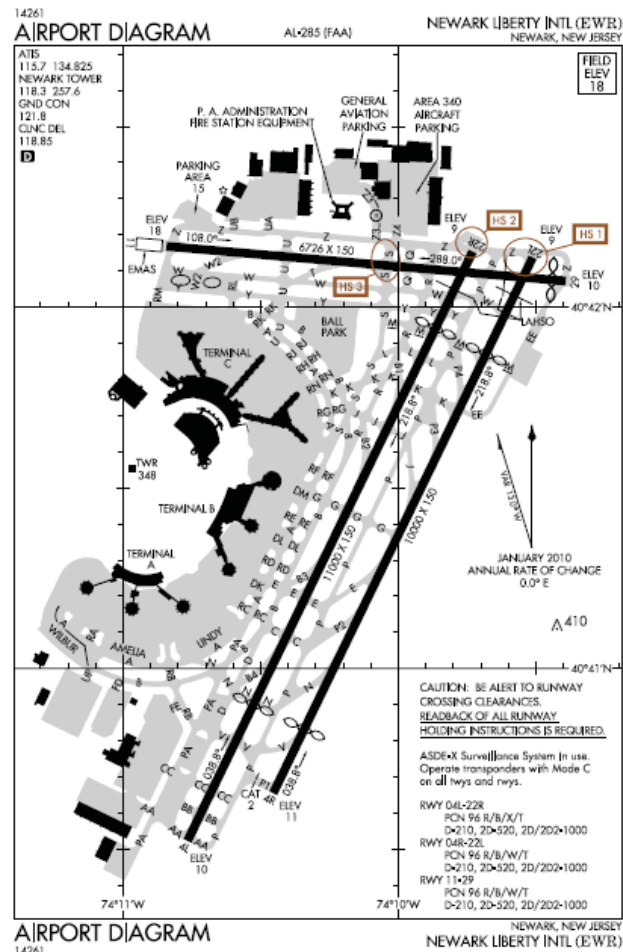 14261
AIRPORT DIAGRAM
AL-285 (FAA)
NEWARK LIBERTY INTL (EWR)
NEWARK, NEW JERSEY
ATIS
115.7 134.825
NEWARK TOWER
118.3 257.6
GND CON
121.8
CLNC DEL
118.85
D
FIELD
ELEV
18
P. A. ADMINISTRATION
FIRE STATION EQUIPMENT
GENERAL
AVIATION
PARKING
AREA 340
AIRCRAFT
PARKING
PARKING
AREA
15
ELEV
18
108.0°
6726 X 150
288.0°
ELEV
9
HS 2
ELEV
9
HS 1
22R
22L
29
ELEV
10
EMAS
HS 3
40°42'N
LAHSO
BALL
PARK
TERMINAL
C
218.8°
218.8°
TWR
348
TERMINAL B
TERMINAL
A
11000 X 150
10000 X 150
VAR 13.0° W
JANUARY 2010
ANNUAL RATE OF CHANGE
0.0° E
410
WILBUR
AMELIA
LINDY
40°41'N
CAUTION: BE ALERT TO RUNWAY
CROSSING CLEARANCES.
READBACK OF ALL RUNWAY
HOLDING INSTRUCTIONS IS REQUIRED.
ASDE-X Surveillance System in use.
Operate transponders with Mode C
on all twys and rwys.
RWY 04L-22R
PCN 96 R/B/X/T
D-210, 2D-520, 2D/2D2-1000
RWY 04R-22L
PCN 96 R/B/W/T
D-210, 2D-520, 2D/2D2-1000
RWY 11-29
PCN 96 R/B/W/T
D-210, 2D-520, 2D/2D2-1000
038.8°
038.8°
CAT
2
4R
ELEV
11
4L
ELEV
10
74°11'W
74°10'W
AIRPORT DIAGRAM
14261
NEWARK, NEW JERSEY
NEWARK LIBERTY INTL (EWR)